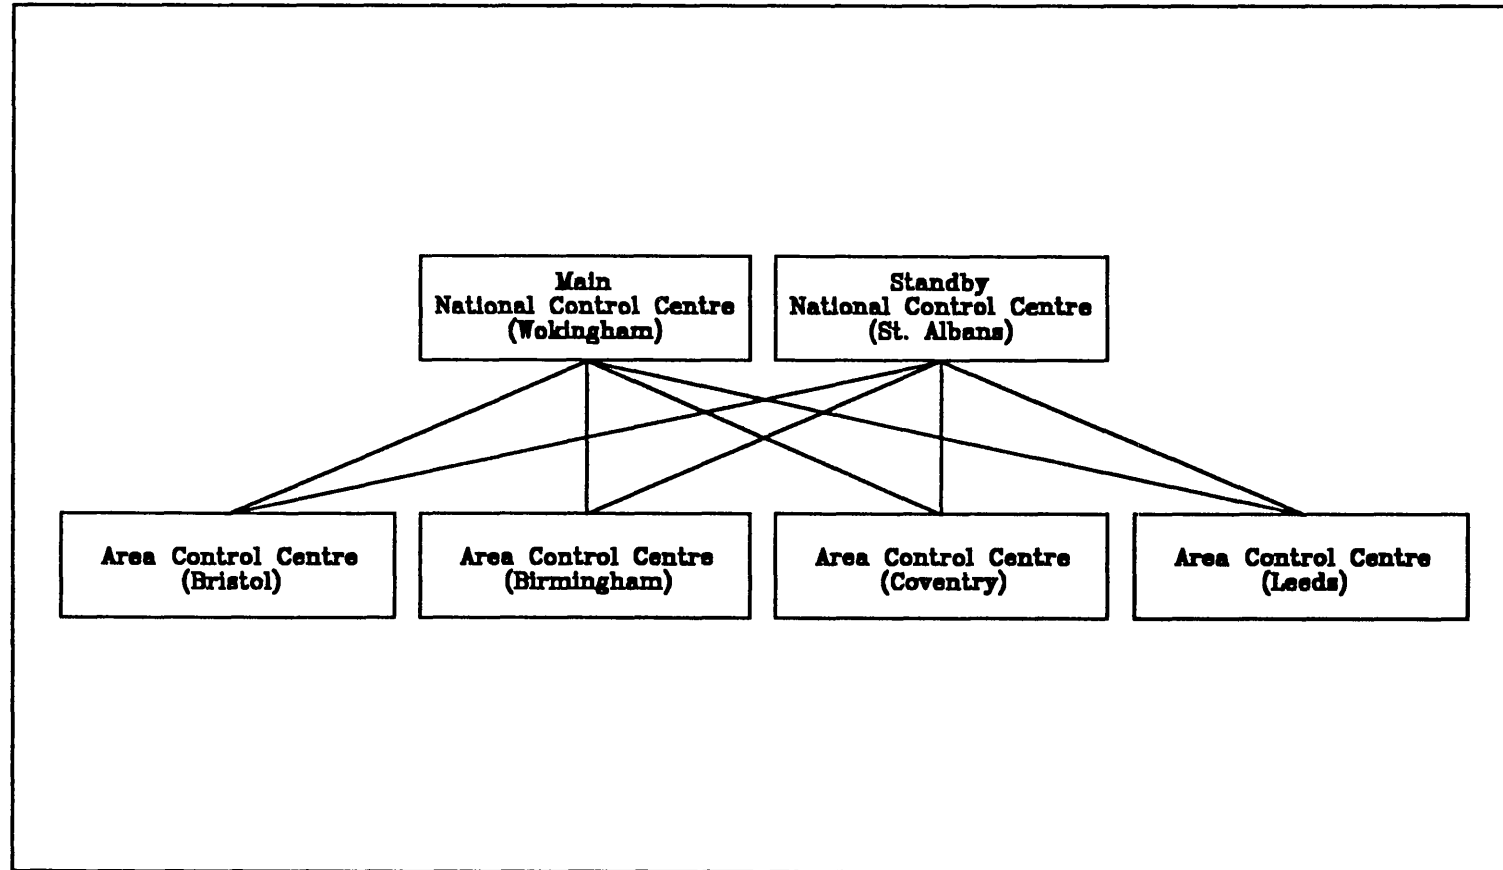 Main
National Control Centre
(Wokingham)
Standby
National Control Centre
(St. Albans)
Area Control Centre
(Bristol)
Area Control Centre
(Birmingham)
Area Control Centre
(Coventry)
Area Control Centre
(Leeds)